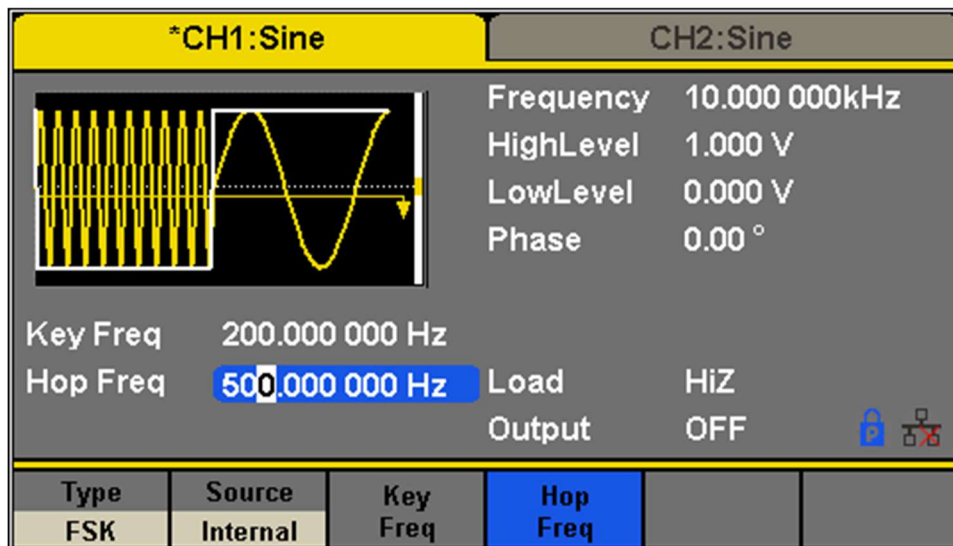 *CH1:Sine CH2:Sine
Frequency 10.000 000kHz
HighLevel 1.000 V
LowLevel 0.000 V
Phase 0.00 °
Key Freq 200.000 000 Hz
Hop Freq 500.000 000 Hz Load HiZ
Output OFF P
Type Source Key Hop
FSK Internal Freq Freq